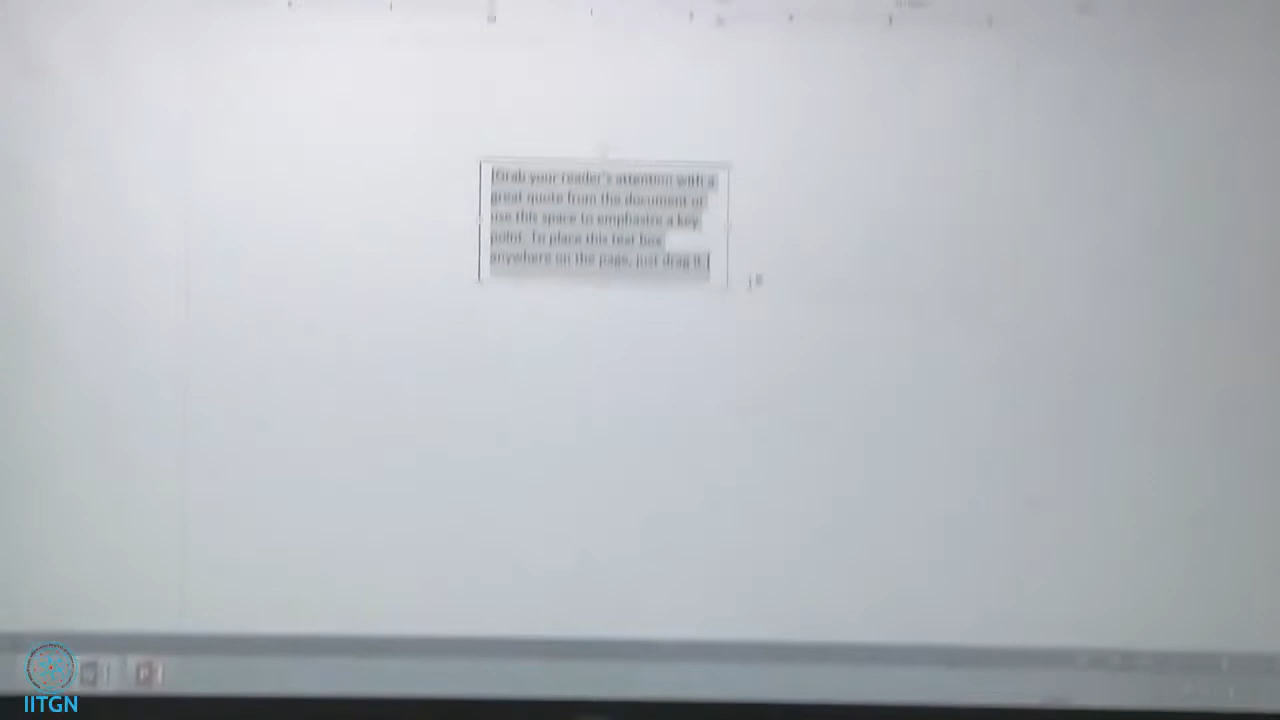 [Grab your reader's attention with a
great quote from the document or
use this space to emphasize a key
point. To place this text box
anywhere on the page, just drag it.]
IITGN